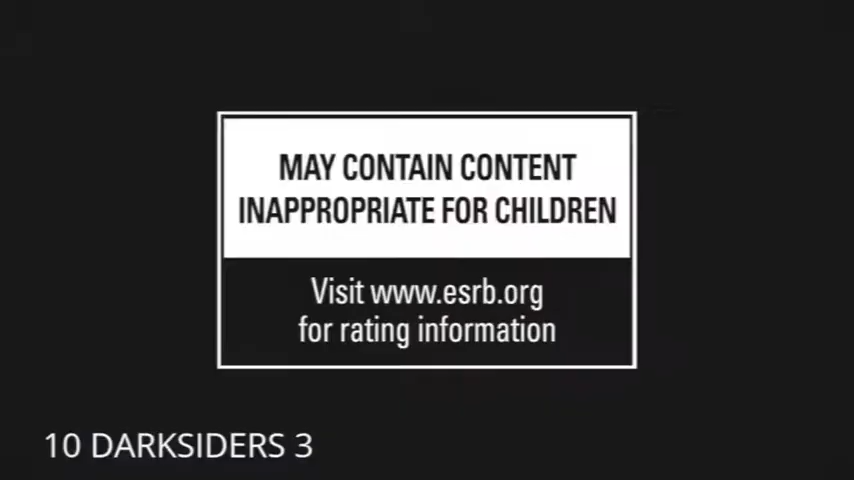 MAY CONTAIN CONTENT
INAPPROPRIATE FOR CHILDREN
Visit www.esrb.org
for rating information
10 DARKSIDERS 3